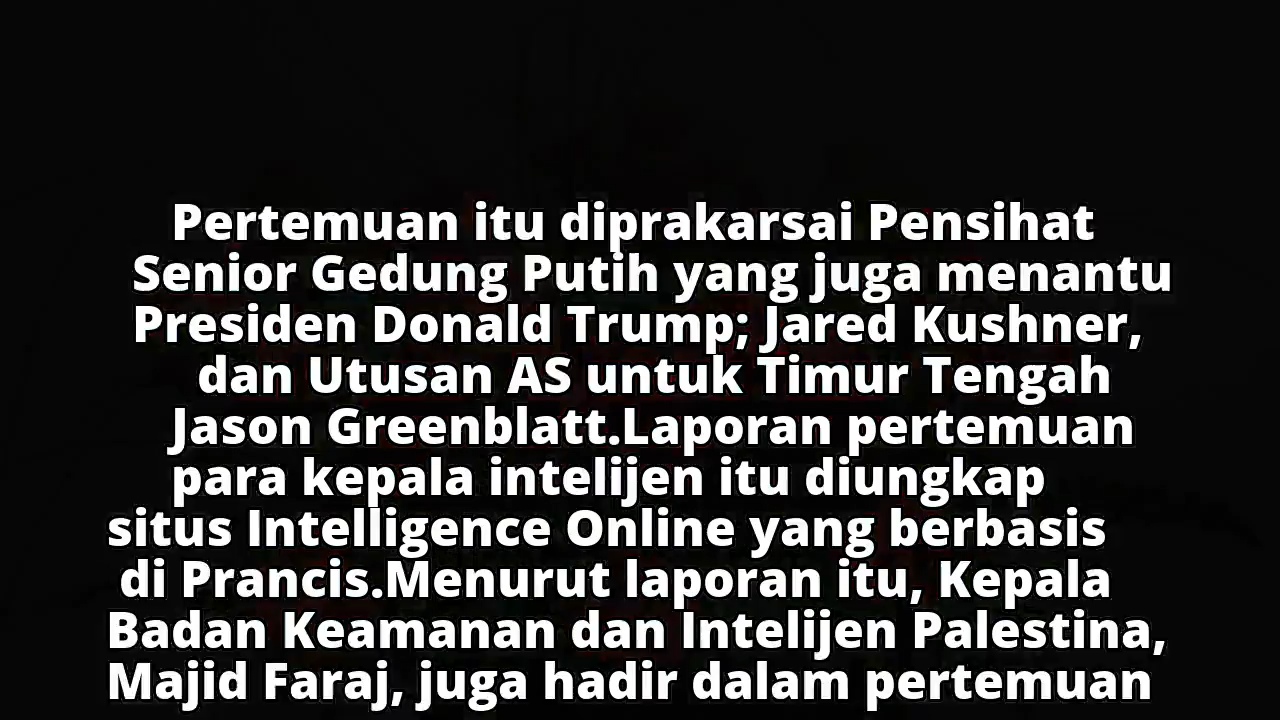 Pertemuan itu diprakarsai Pensihat
Senior Gedung Putih yang juga menantu
Presiden Donald Trump; Jared Kushner,
dan Utusan AS untuk Timur Tengah
Jason Greenblatt.Laporan pertemuan
para kepala intelijen itu diungkap
situs Intelligence Online yang berbasis
di Prancis.Menurut laporan itu, Kepala
Badan Keamanan dan Intelijen Palestina,
Majid Faraj, juga hadir dalam pertemuan